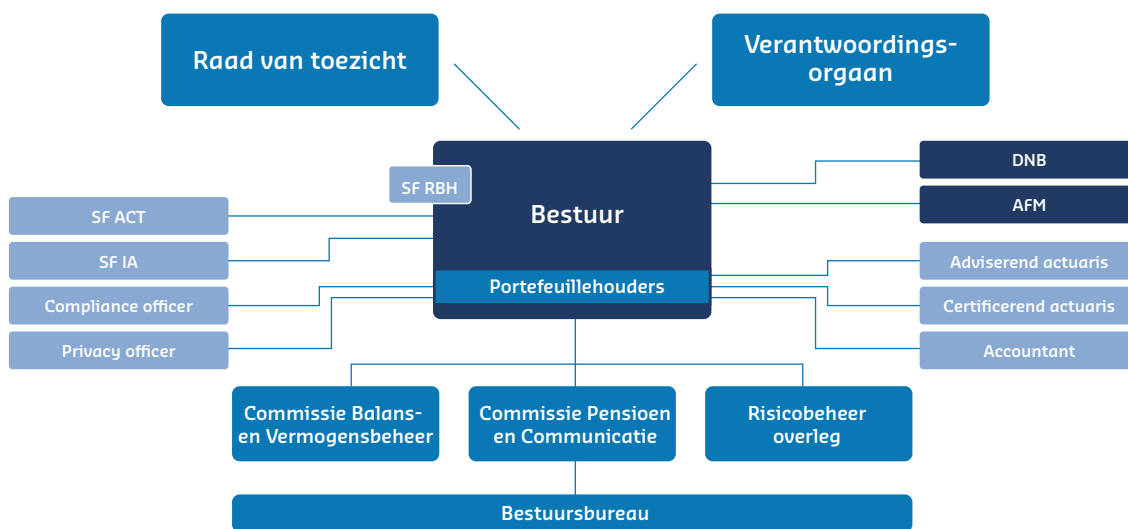 Raad van toezicht
Verantwoordings-
orgaan
SF RBH
Bestuur
Portefeuillehouders
SF ACT
SF IA
Compliance officer
Privacy officer
DNB
AFM
Adviserend actuaris
Certificerend actuaris
Accountant
Commissie Balans-
en Vermogensbeheer
Commissie Pensioen
en Communicatie
Risicobeheer
overleg
Bestuursbureau